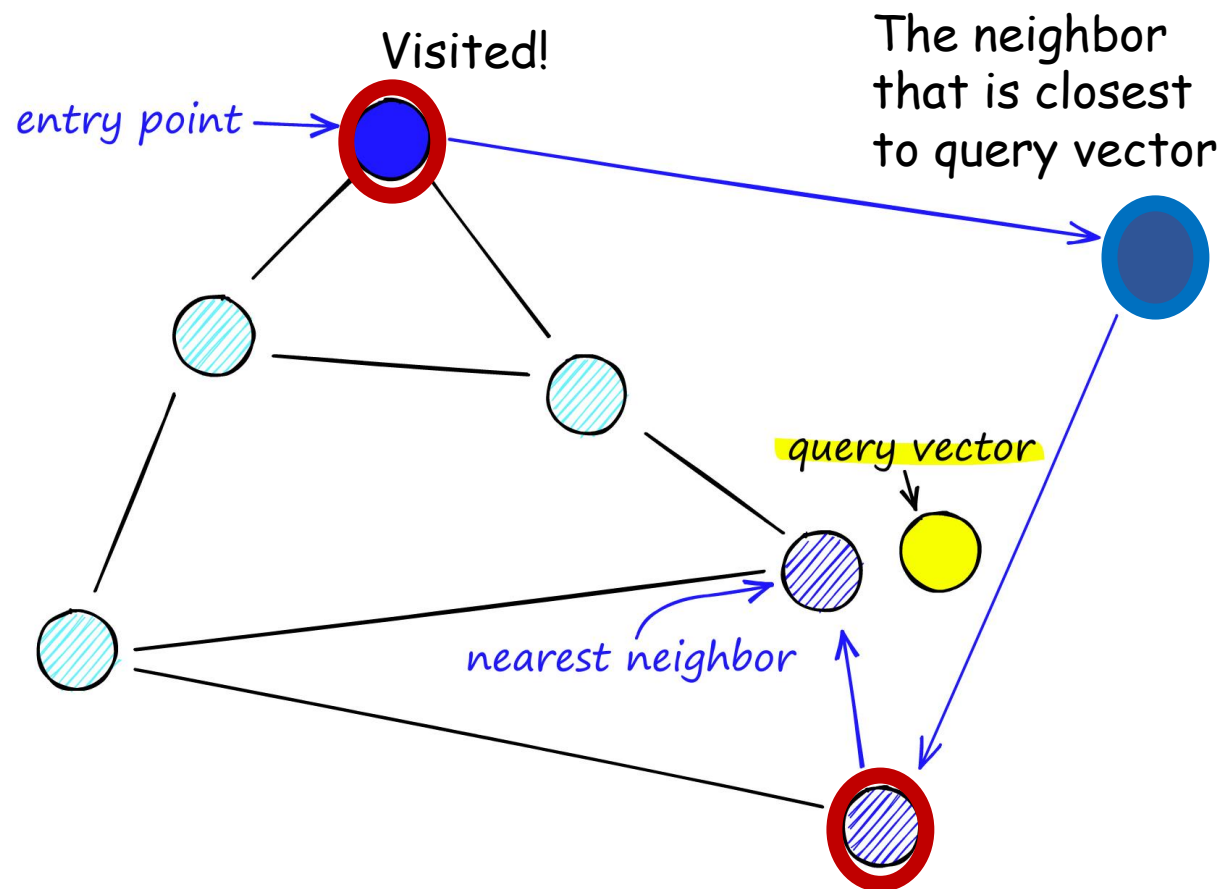 Visited!
The neighbor
that is closest
to query vector
entry point
query vector
nearest neighbor